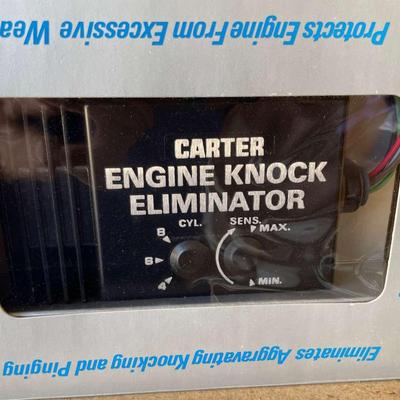 Protects Engine From Excessive Wea
CARTER
ENGINE KNOCK
ELIMINATOR
CYL. SENS.
8 MAX.
6
4 MIN.
Eliminates Aggravating Knocking and Pinging